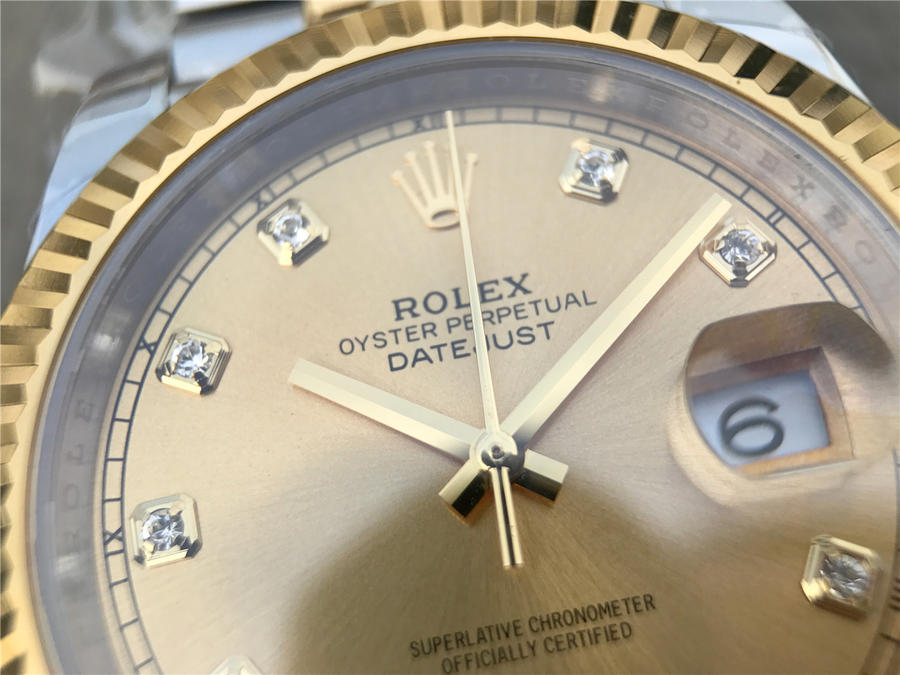 ROLEX
OYSTER PERPETUAL
DATEJUST
6
SUPERLATIVE CHRONOMETER
OFFICIALLY CERTIFIED